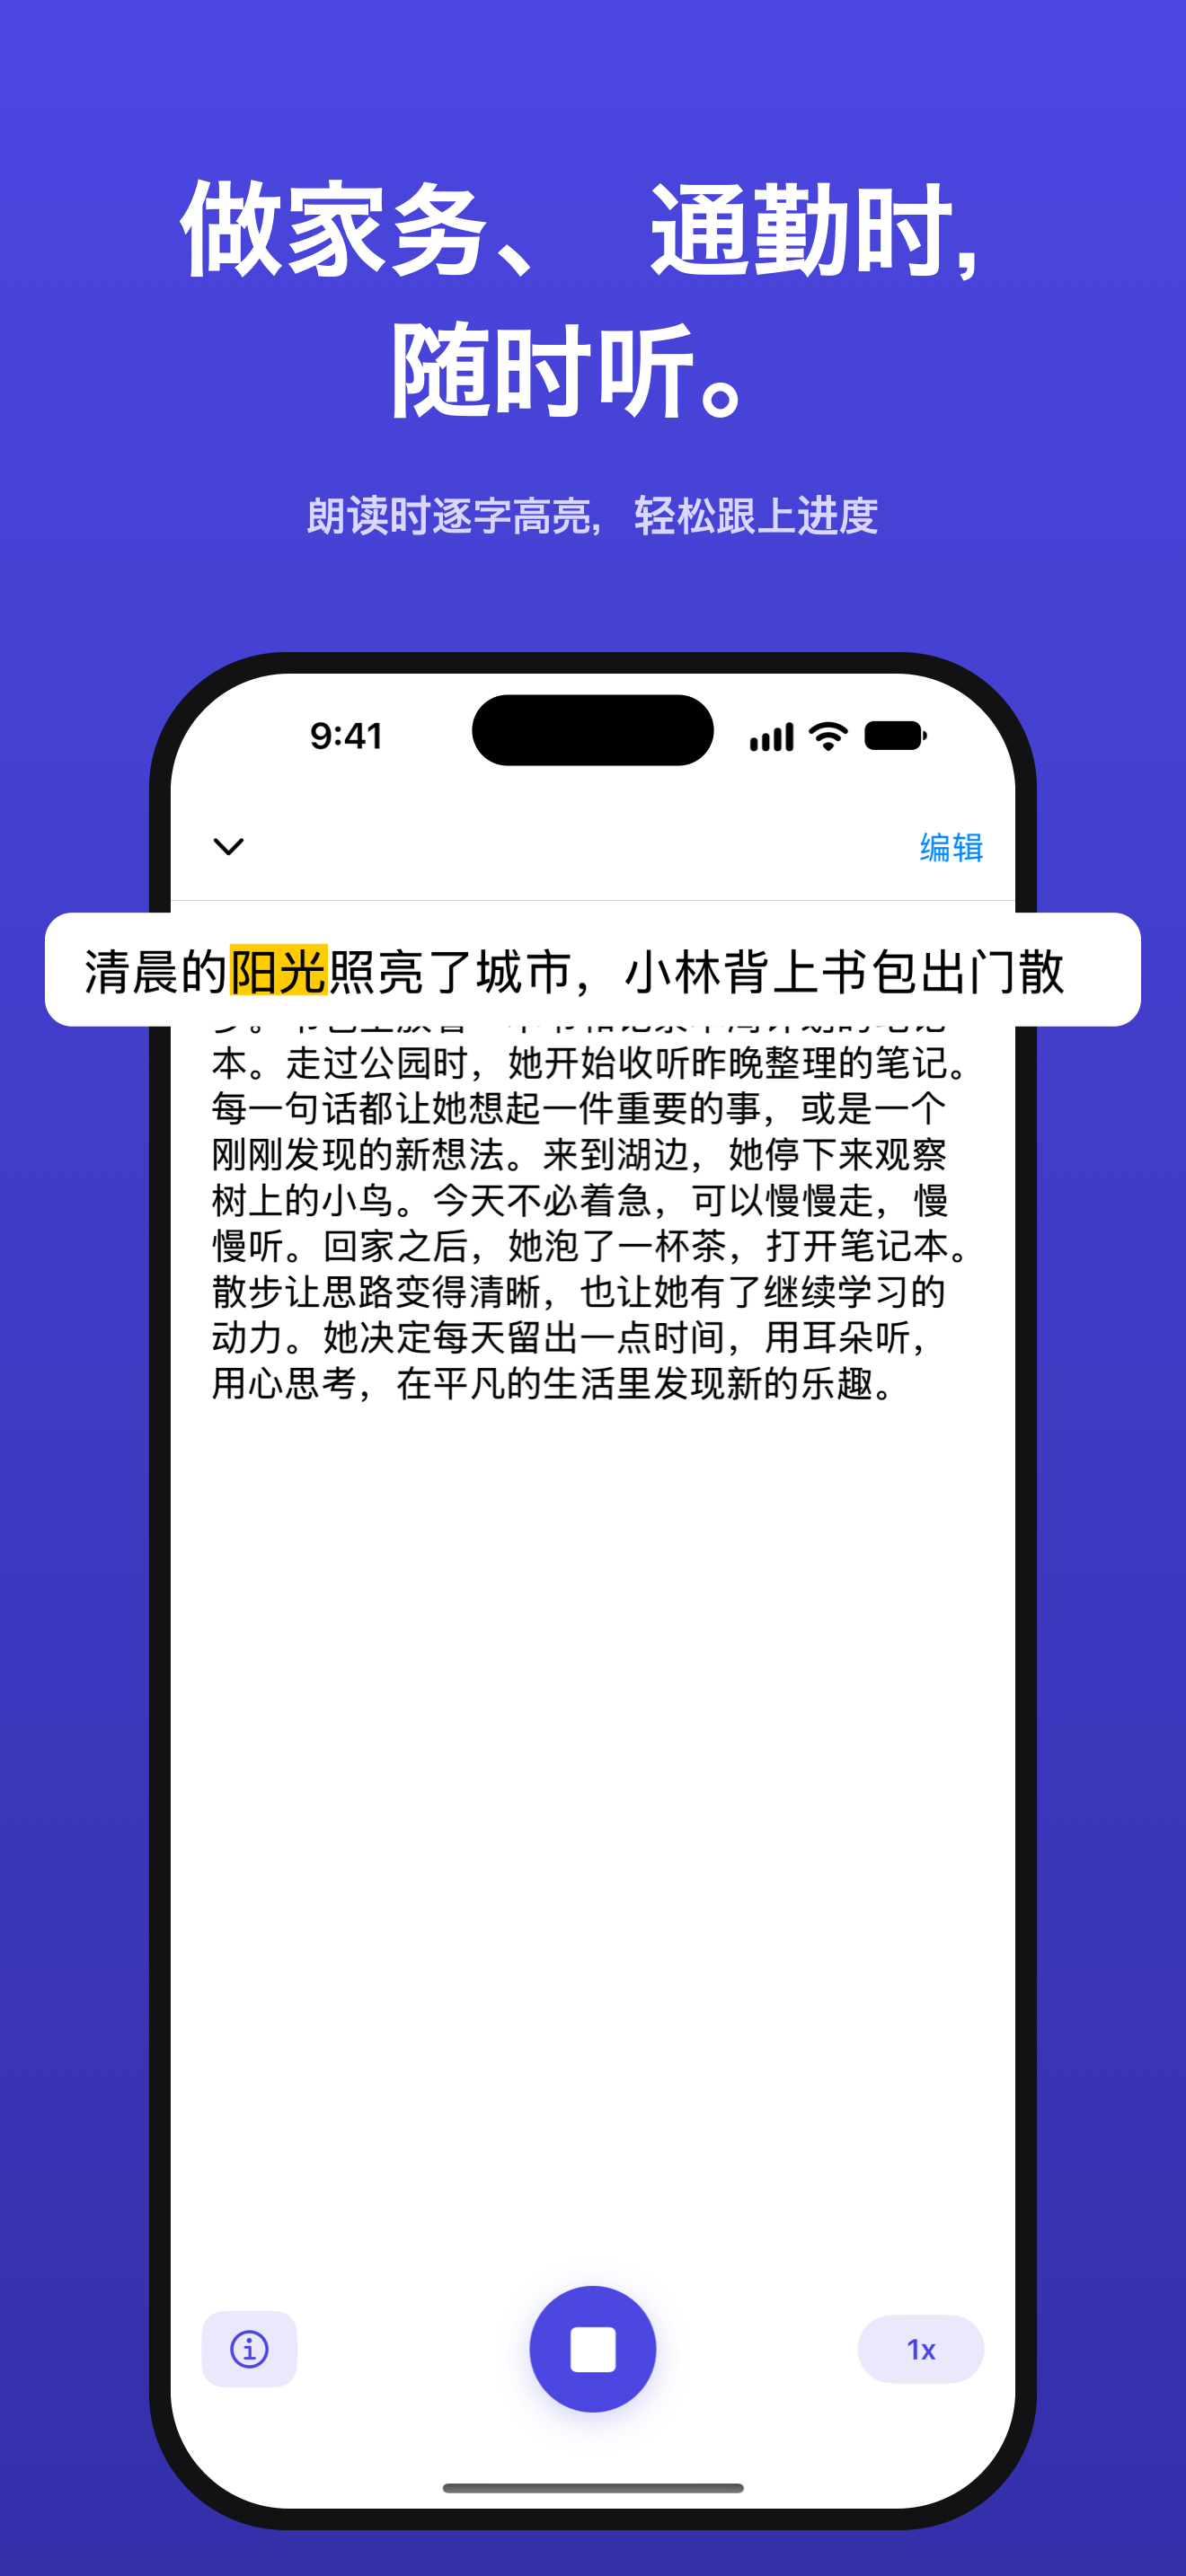 做家务、 通勤时,
随时听。
朗读时逐字高亮, 轻松跟上进度
9:41
编辑
清晨的阳光照亮了城市，小林背上书包出门散
本。走过公园时，她开始收听昨晚整理的笔记。
每一句话都让她想起一件重要的事，或是一个
刚刚发现的新想法。来到湖边，她停下来观察
树上的小鸟。今天不必着急，可以慢慢走，慢
慢听。回家之后，她泡了一杯茶，打开笔记本。
散步让思路变得清晰，也让她有了继续学习的
动力。她决定每天留出一点时间，用耳朵听，
用心思考，在平凡的生活里发现新的乐趣。
1x